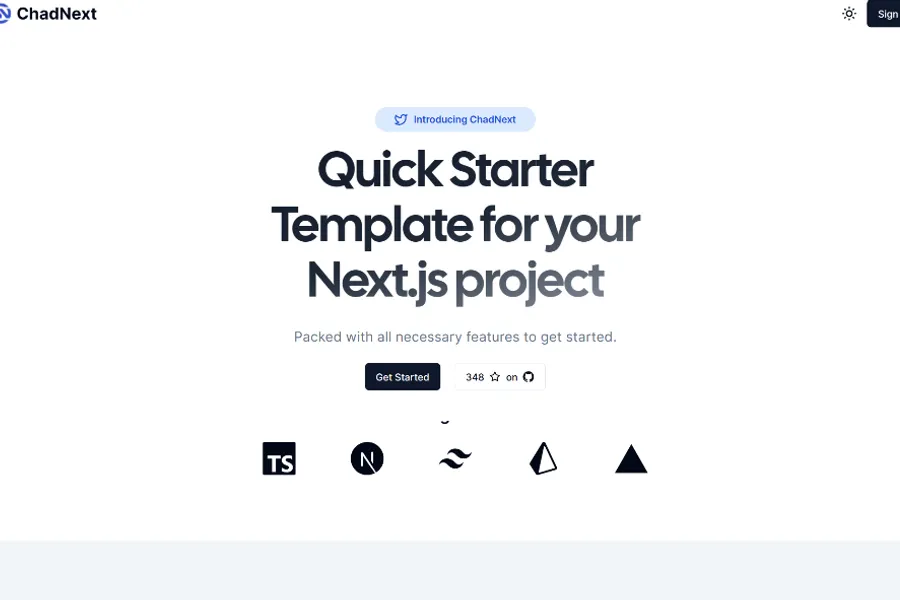 ChadNext
Sign
Introducing ChadNext
Quick Starter
Template for your
Next.js project
Packed with all necessary features to get started.
Get Started
348 on
TS
N